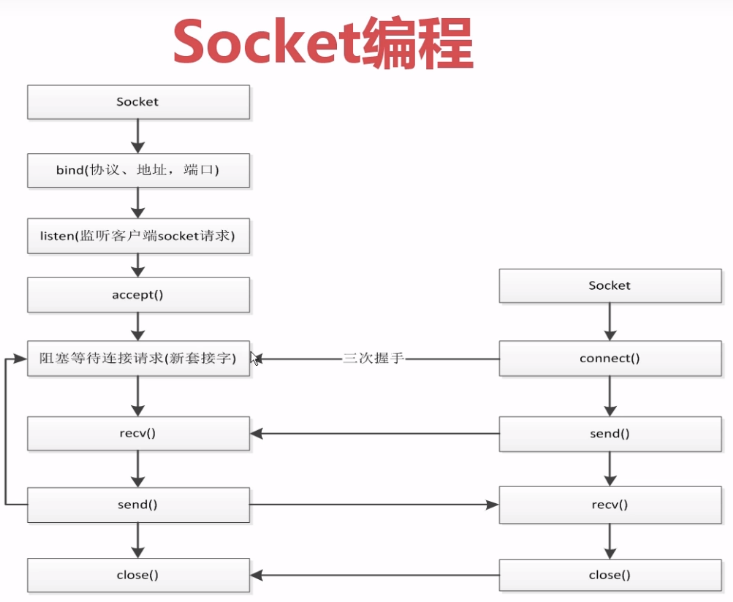 Socket编程
Socket
bind(协议、地址，端口)
listen(监听客户端socket请求)
accept()
阻塞等待连接请求(新套接字)
recv()
send()
close()
三次握手
Socket
connect()
send()
recv()
close()